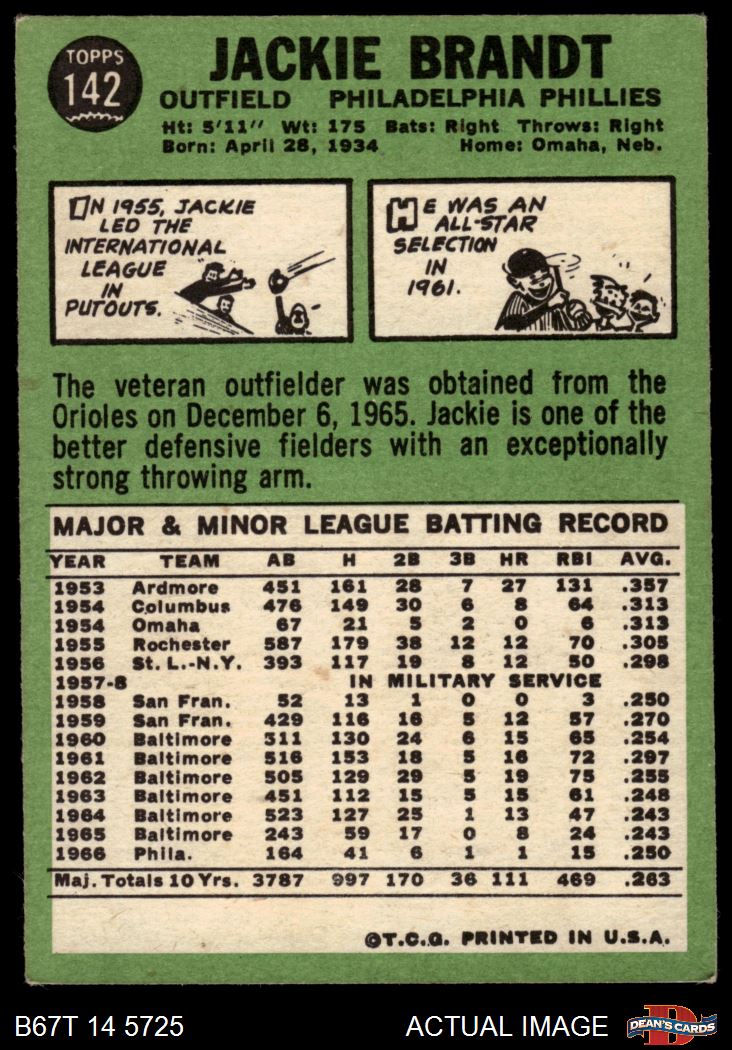 TOPPS
142
JACKIE BRANDT
OUTFIELD PHILADELPHIA PHILLIES
Ht: 5'11" Wt: 175 Bats: Right Throws: Right
Born: April 28, 1934 Home: Omaha, Neb.
IN 1955, JACKIE
LED THE
INTERNATIONAL
LEAGUE
IN
PUTOUTS.
HE WAS AN
ALL-STAR
SELECTION
IN
1961.
The veteran outfielder was obtained from the
Orioles on December 6, 1965. Jackie is one of the
better defensive fielders with an exceptionally
strong throwing arm.
MAJOR & MINOR LEAGUE BATTING RECORD
YEAR TEAM AB H 2B 3B HR RBI AVG.
1953 Ardmore 451 161 28 7 27 131 .357
1954 Columbus 476 149 30 6 8 64 .313
1954 Omaha 67 21 5 2 0 6 .313
1955 Rochester 587 179 38 12 12 70 .305
1956 St. L.-N.Y. 393 117 19 8 12 50 .298
1957-8 IN MILITARY SERVICE
1958 San Fran. 52 13 1 0 0 3 .250
1959 San Fran. 429 116 16 5 12 57 .270
1960 Baltimore 511 130 24 6 15 65 .254
1961 Baltimore 516 153 18 5 16 72 .297
1962 Baltimore 505 129 29 5 19 75 .255
1963 Baltimore 451 112 15 5 15 61 .248
1964 Baltimore 523 127 25 1 13 47 .243
1965 Baltimore 243 59 17 0 8 24 .243
1966 Phila. 164 41 6 1 1 15 .250
Maj. Totals 10 Yrs. 3787 997 170 36 111 469 .263
©T.C.G. PRINTED IN U.S.A.
B67T 14 5725 ACTUAL IMAGE
DEAN'S CARDS